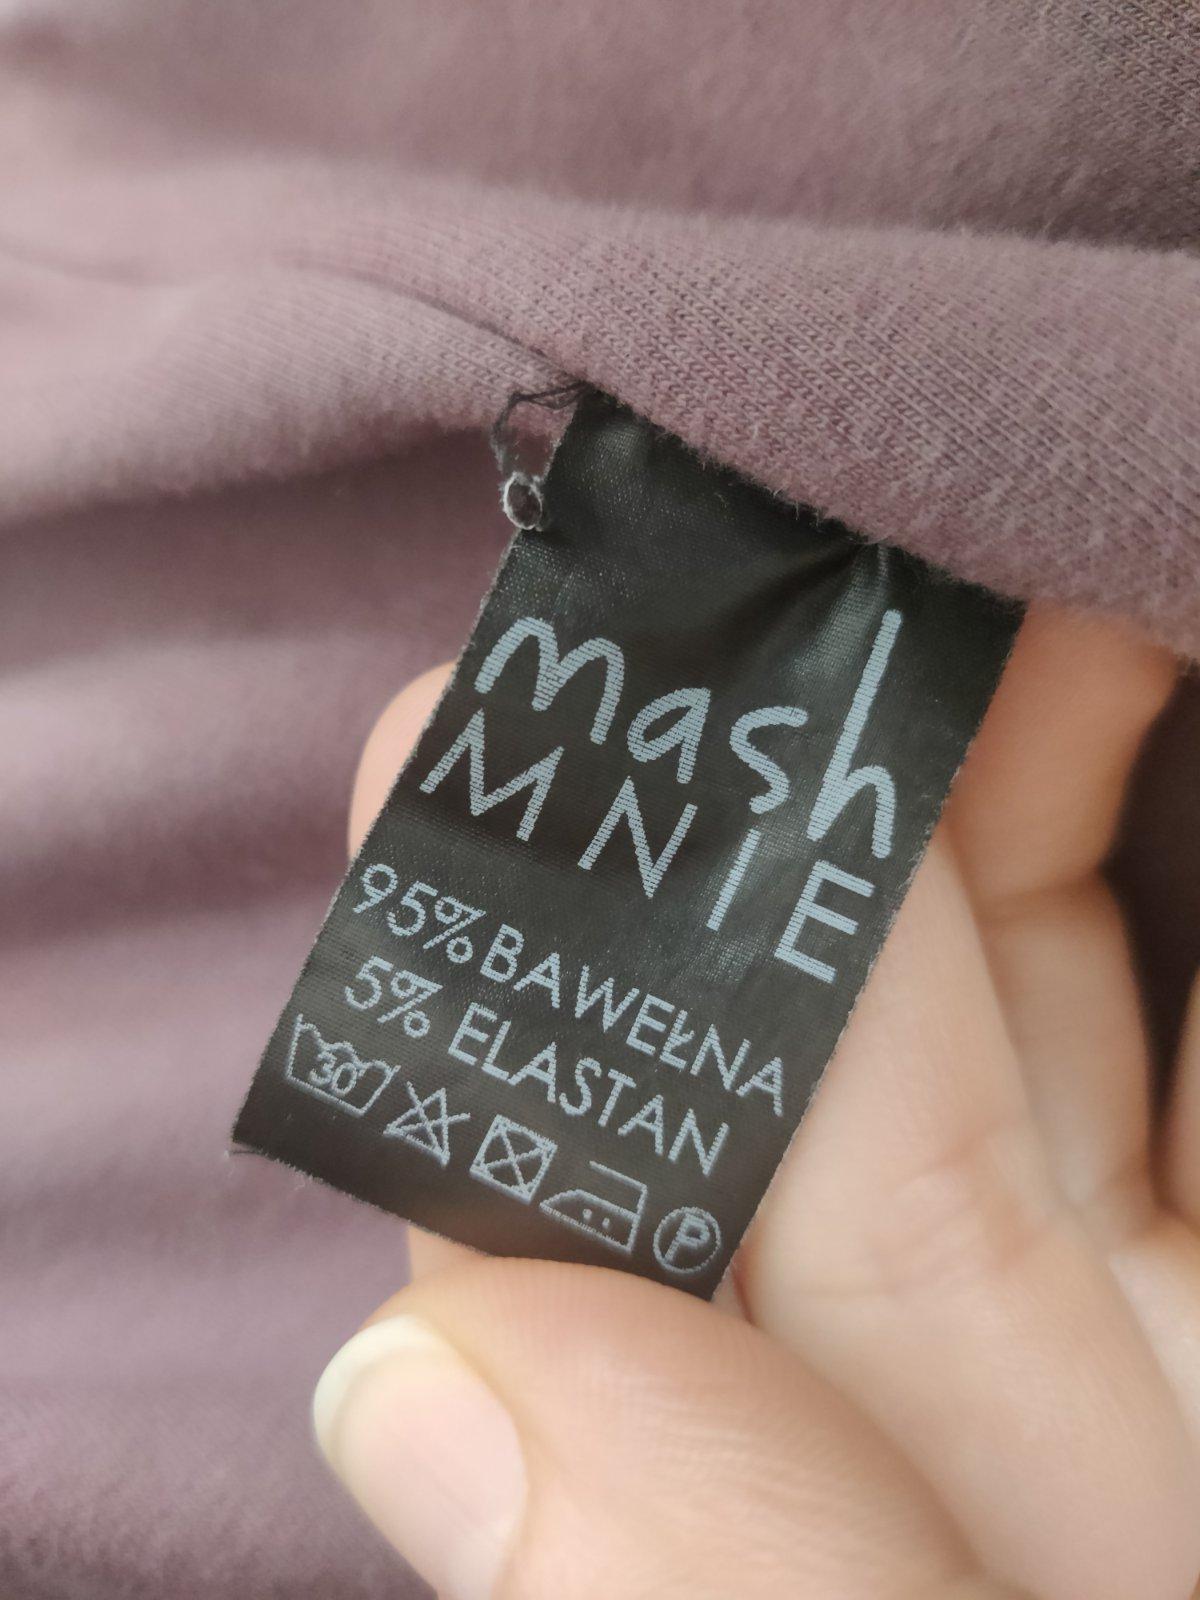 mash
MNIE
95% BAWEŁNA
5% ELASTAN
30
P